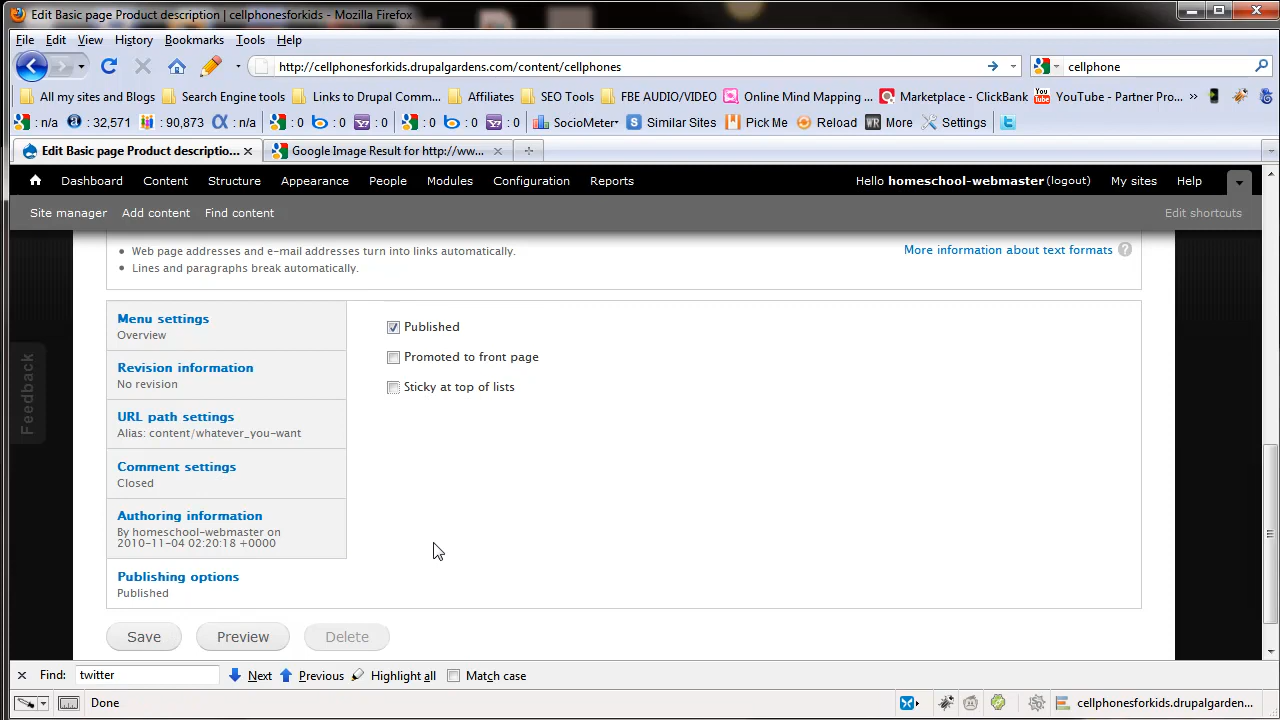 Edit Basic page Product description | cellphonesforkids - Mozilla Firefox
File Edit View History Bookmarks Tools Help
http://cellphonesforkids.drupalgardens.com/content/cellphones cellphone
All my sites and Blogs Search Engine tools Links to Drupal Comm... Affiliates SEO Tools FBE AUDIO/VIDEO Online Mind Mapping ... Marketplace - ClickBank YouTube - Partner Pro... »
: n/a : 32,571 : 90,873 : n/a : 0 : 0 : 0 : 0 : 0 : 0 SocioMeter Similar Sites Pick Me Reload More Settings
Edit Basic page Product descriptio... Google Image Result for http://ww...
Dashboard Content Structure Appearance People Modules Configuration Reports Hello homeschool-webmaster (logout) My sites Help
Site manager Add content Find content Edit shortcuts
Web page addresses and e-mail addresses turn into links automatically. More information about text formats ?
Lines and paragraphs break automatically.
Menu settings
Overview
Published
Revision information
No revision
Promoted to front page
Sticky at top of lists
URL path settings
Alias: content/whatever_you-want
Comment settings
Closed
Authoring information
By homeschool-webmaster on
2010-11-04 02:20:18 +0000
Publishing options
Published
Feedback
Save Preview Delete
Find: twitter Next Previous Highlight all Match case
Done cellphonesforkids.drupalgarden...